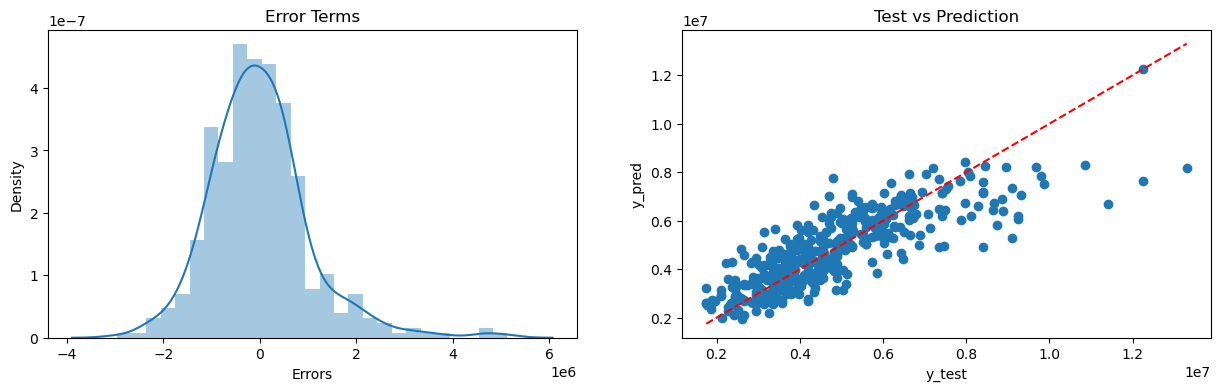 Error Terms
1e−7
4
3
2
1
0
Density
−4
−2
0
2
4
6
1e6
Errors
Test vs Prediction
1e7
1.2
1.0
0.8
0.6
0.4
0.2
y_pred
0.2
0.4
0.6
0.8
1.0
1.2
1e7
y_test